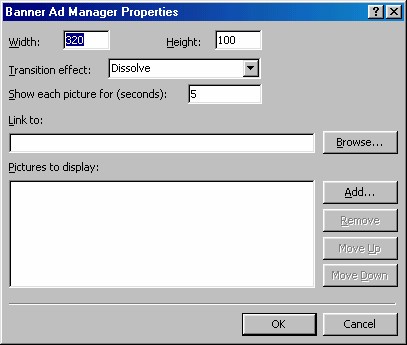 Banner Ad Manager Properties
Width: 320 Height: 100
Transition effect: Dissolve
Show each picture for (seconds): 5
Link to:
Browse...
Pictures to display:
Add...
Remove
Move Up
Move Down
OK Cancel